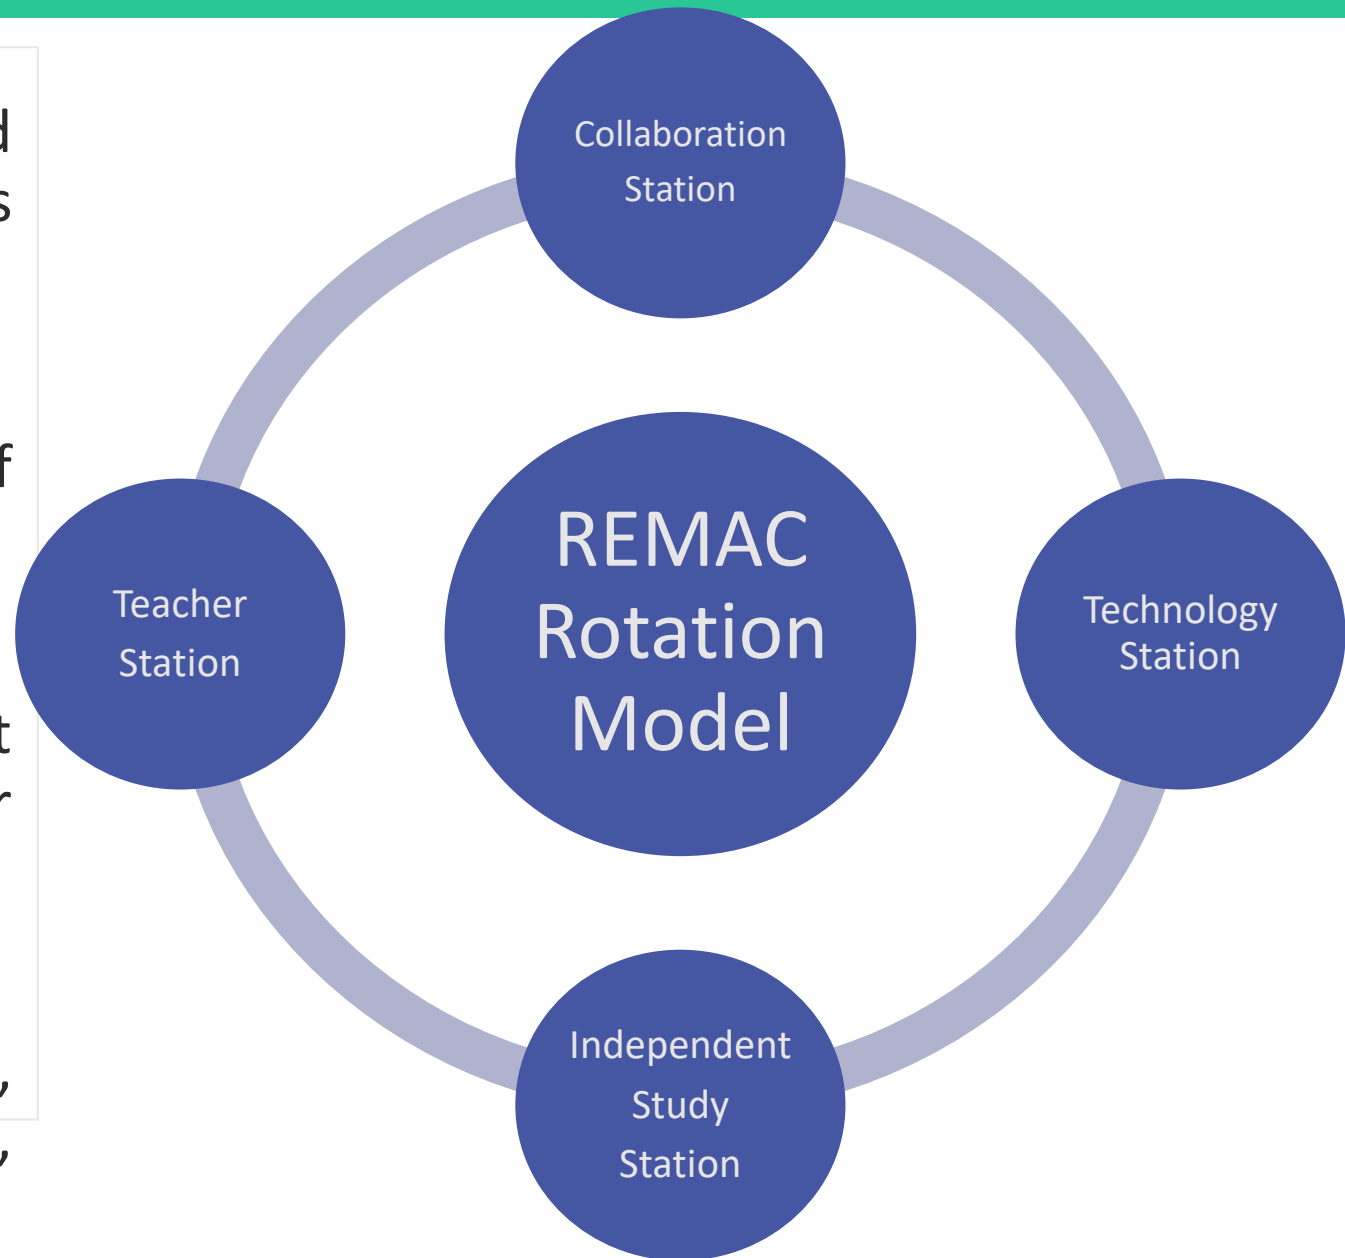 Collaboration
Station
REMAC
Rotation
Model
Teacher
Station
Technology
Station
Independent
Study
Station